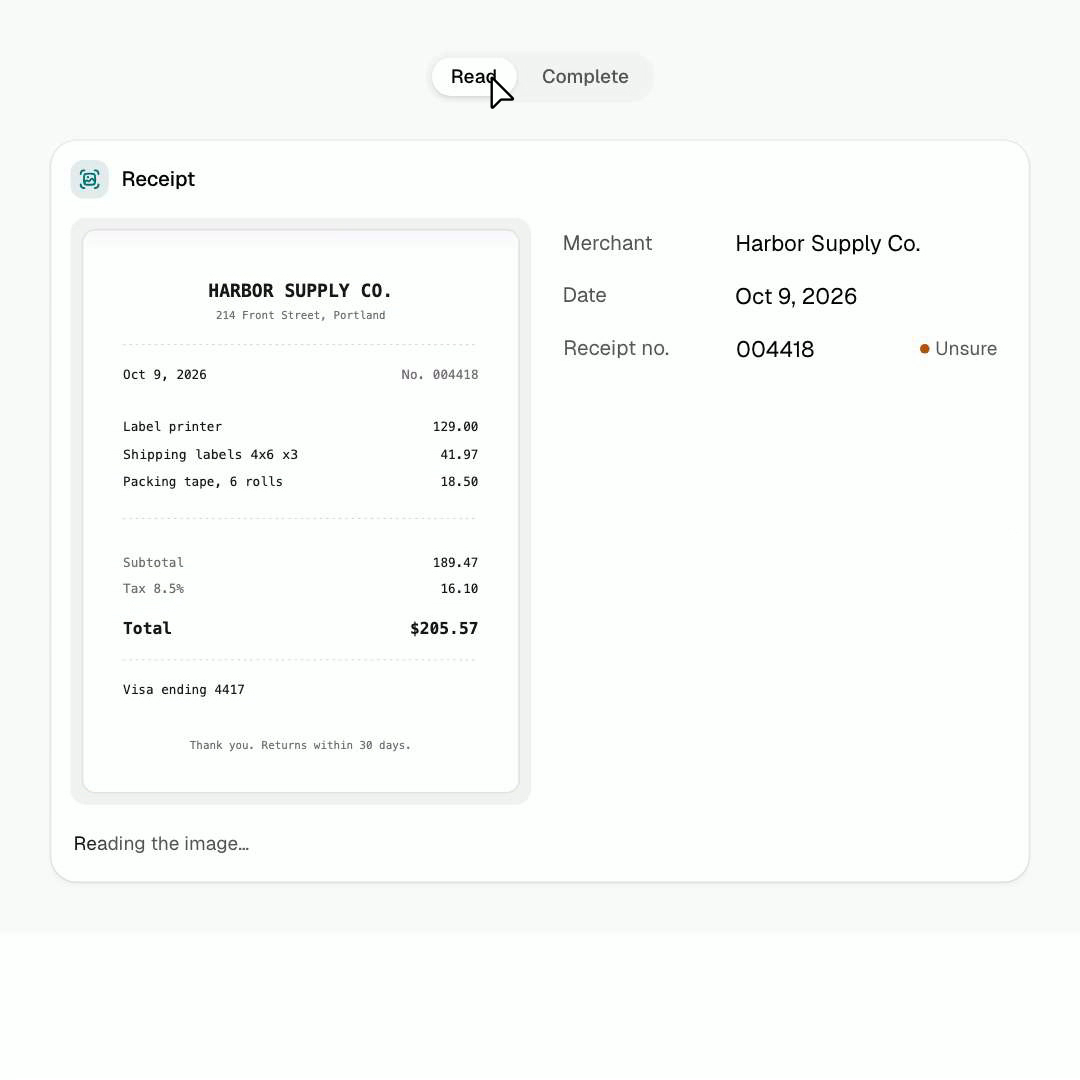 Read Complete
Receipt
HARBOR SUPPLY CO.
214 Front Street, Portland
Oct 9, 2026 No. 004418
Label printer 129.00
Shipping labels 4x6 x3 41.97
Packing tape, 6 rolls 18.50
Subtotal 189.47
Tax 8.5% 16.10
Total $205.57
Visa ending 4417
Thank you. Returns within 30 days.
Merchant Harbor Supply Co.
Date Oct 9, 2026
Receipt no. 004418 Unsure
Reading the image…